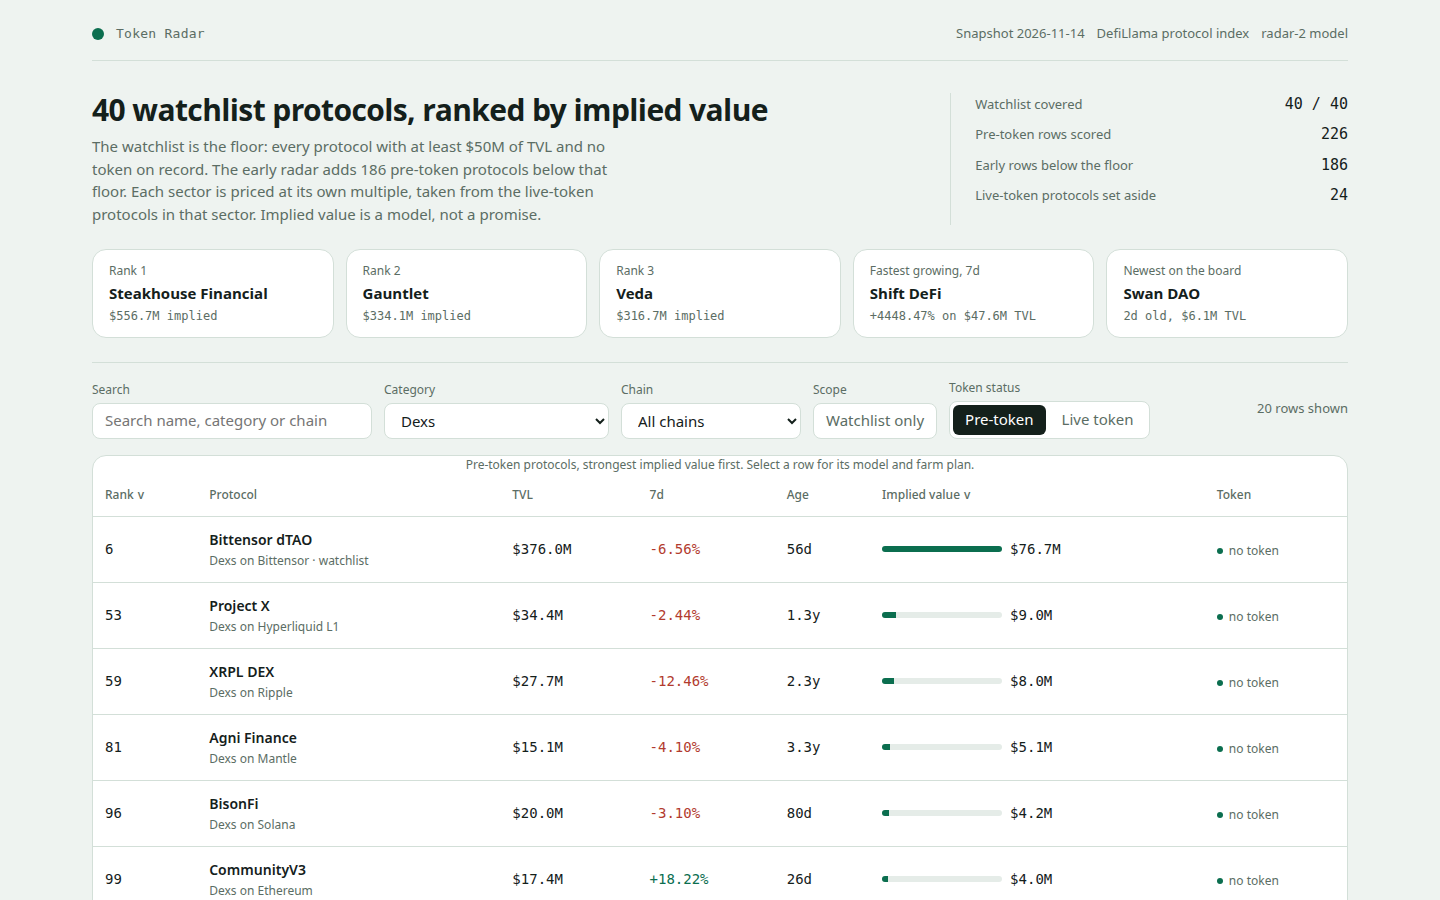 Token Radar
Snapshot 2026-11-14 DefiLlama protocol index radar-2 model
40 watchlist protocols, ranked by implied value
The watchlist is the floor: every protocol with at least $50M of TVL and no
token on record. The early radar adds 186 pre-token protocols below that
floor. Each sector is priced at its own multiple, taken from the live-token
protocols in that sector. Implied value is a model, not a promise.
Watchlist covered 40 / 40
Pre-token rows scored 226
Early rows below the floor 186
Live-token protocols set aside 24
Rank 1
Steakhouse Financial
$556.7M implied
Rank 2
Gauntlet
$334.1M implied
Rank 3
Veda
$316.7M implied
Fastest growing, 7d
Shift DeFi
+4448.47% on $47.6M TVL
Newest on the board
Swan DAO
2d old, $6.1M TVL
Search
Search name, category or chain
Category
Dexs
Chain
All chains
Scope
Watchlist only
Token status
Pre-token Live token
20 rows shown
Pre-token protocols, strongest implied value first. Select a row for its model and farm plan.
Rank v Protocol TVL 7d Age Implied value v Token
6 Bittensor dTAO $376.0M -6.56% 56d $76.7M no token
Dexs on Bittensor · watchlist
53 Project X $34.4M -2.44% 1.3y $9.0M no token
Dexs on Hyperliquid L1
59 XRPL DEX $27.7M -12.46% 2.3y $8.0M no token
Dexs on Ripple
81 Agni Finance $15.1M -4.10% 3.3y $5.1M no token
Dexs on Mantle
96 BisonFi $20.0M -3.10% 80d $4.2M no token
Dexs on Solana
99 CommunityV3 $17.4M +18.22% 26d $4.0M no token
Dexs on Ethereum